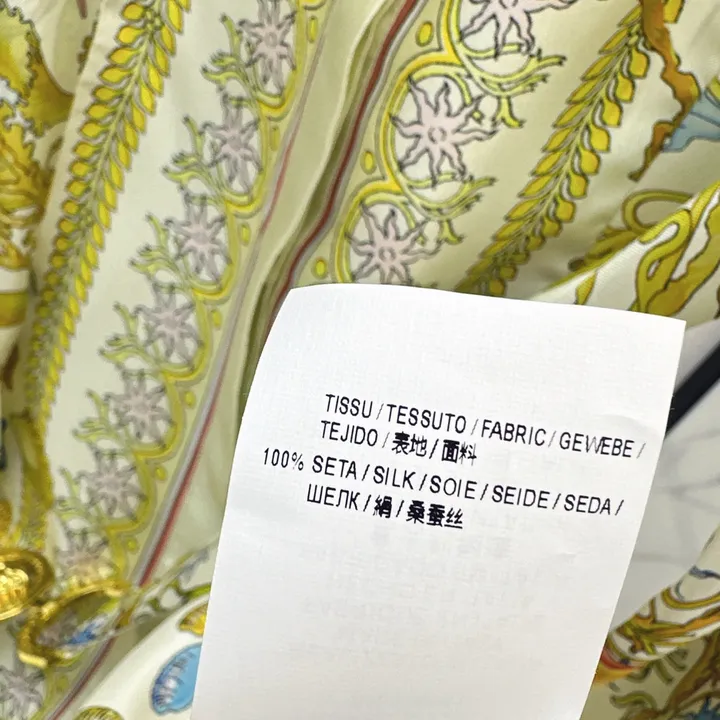 TISSU / TESSUTO / FABRIC / GEWEBE /
TEJIDO / 表地 / 面料
100% SETA / SILK / SOIE / SEIDE / SEDA /
ШЕЛК / 絹 / 桑蚕丝